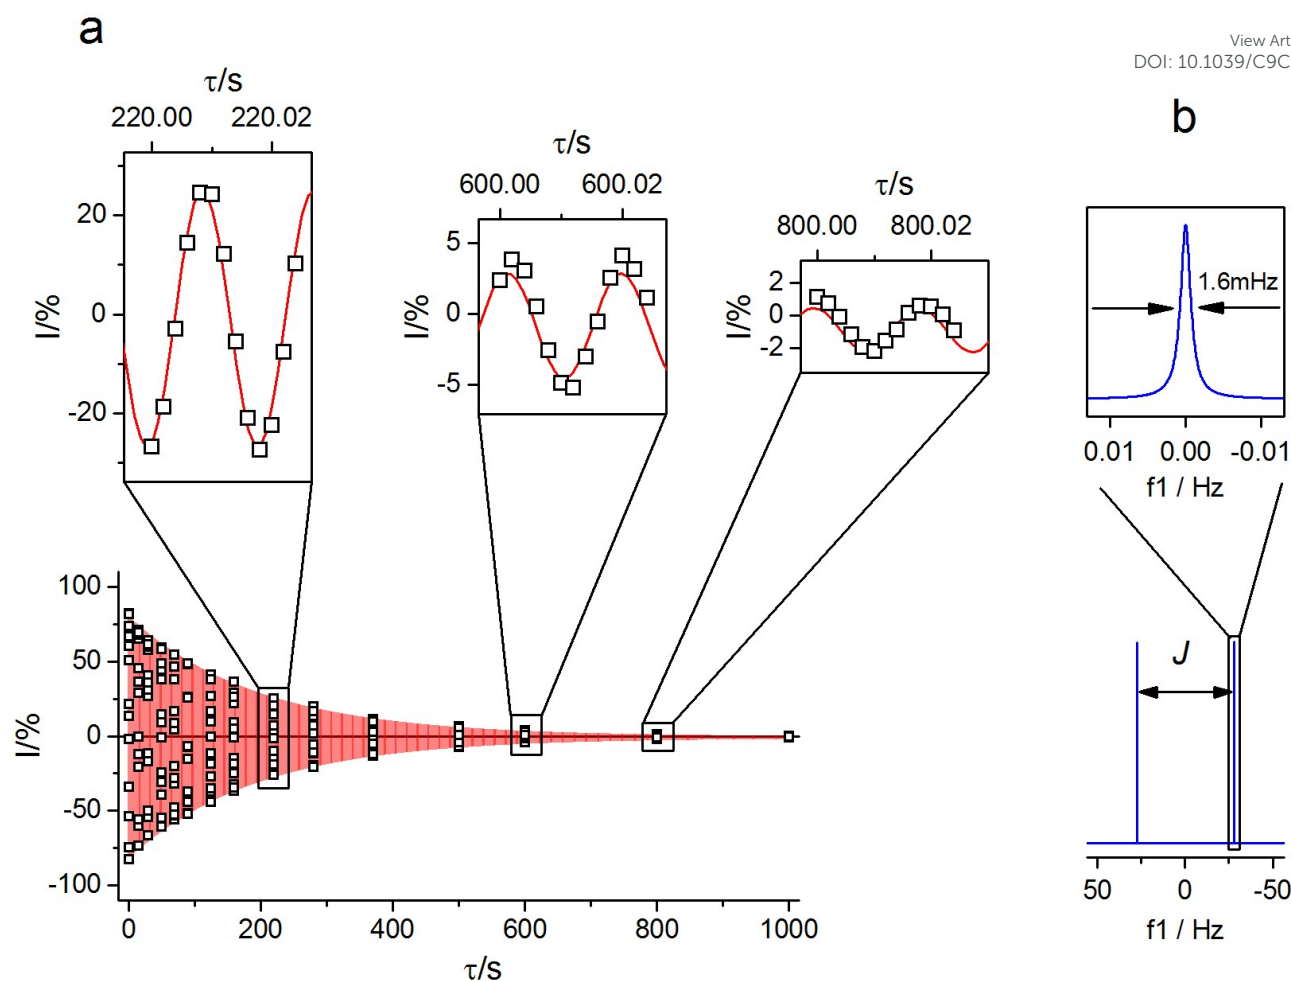 a
View Art
DOI: 10.1039/C9C
b
τ/s
220.00 220.02
I/%
20
0
-20
τ/s
600.00 600.02
I/%
5
0
-5
τ/s
800.00 800.02
I/%
2
0
-2
1.6mHz
0.01 0.00 -0.01
f1 / Hz
I/%
100
50
0
-50
-100
0 200 400 600 800 1000
τ/s
J
50 0 -50
f1 / Hz